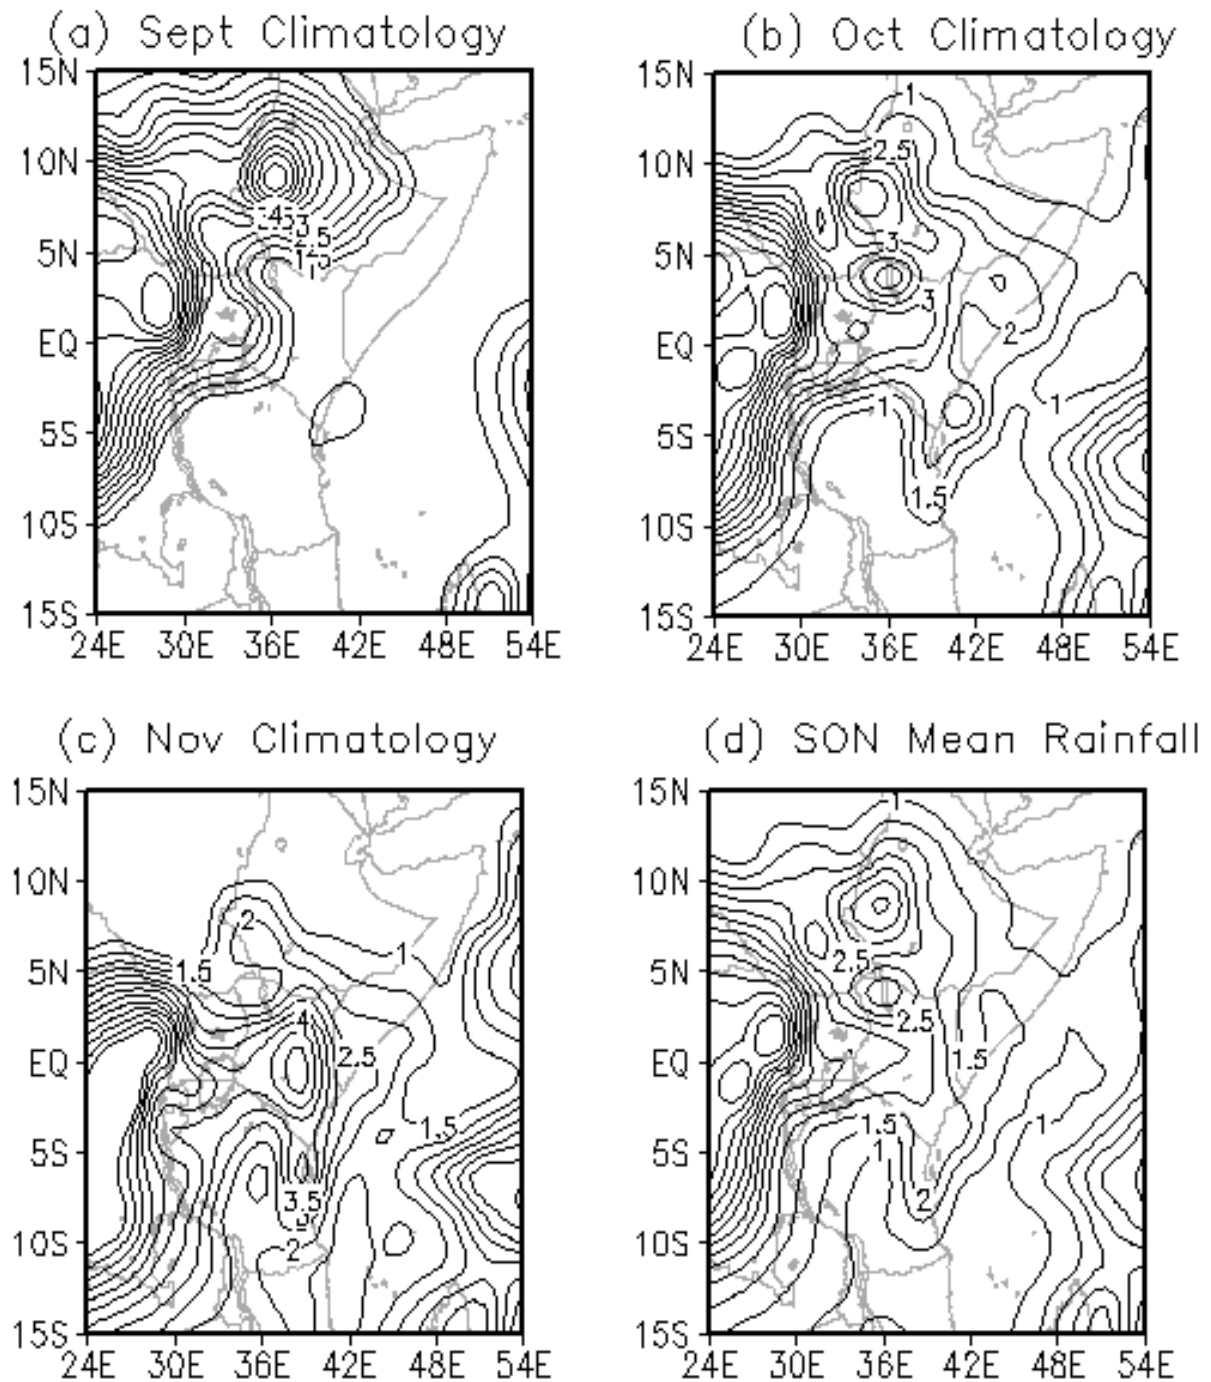 (a) Sept Climatology
15N
10N
5N
EQ
5S
10S
15S
24E 30E 36E 42E 48E 54E
(b) Oct Climatology
15N
10N
5N
EQ
5S
10S
15S
1
2.5
3
3
2
1
1
1.5
24E 30E 36E 42E 48E 54E
(c) Nov Climatology
15N
10N
5N
EQ
5S
10S
15S
2
1
1.5
4
2.5
1.5
3.5
2
24E 30E 36E 42E 48E 54E
(d) SON Mean Rainfall
15N
10N
5N
EQ
5S
10S
15S
1
2.5
2.5
1.5
1.5
1
1
2
24E 30E 36E 42E 48E 54E